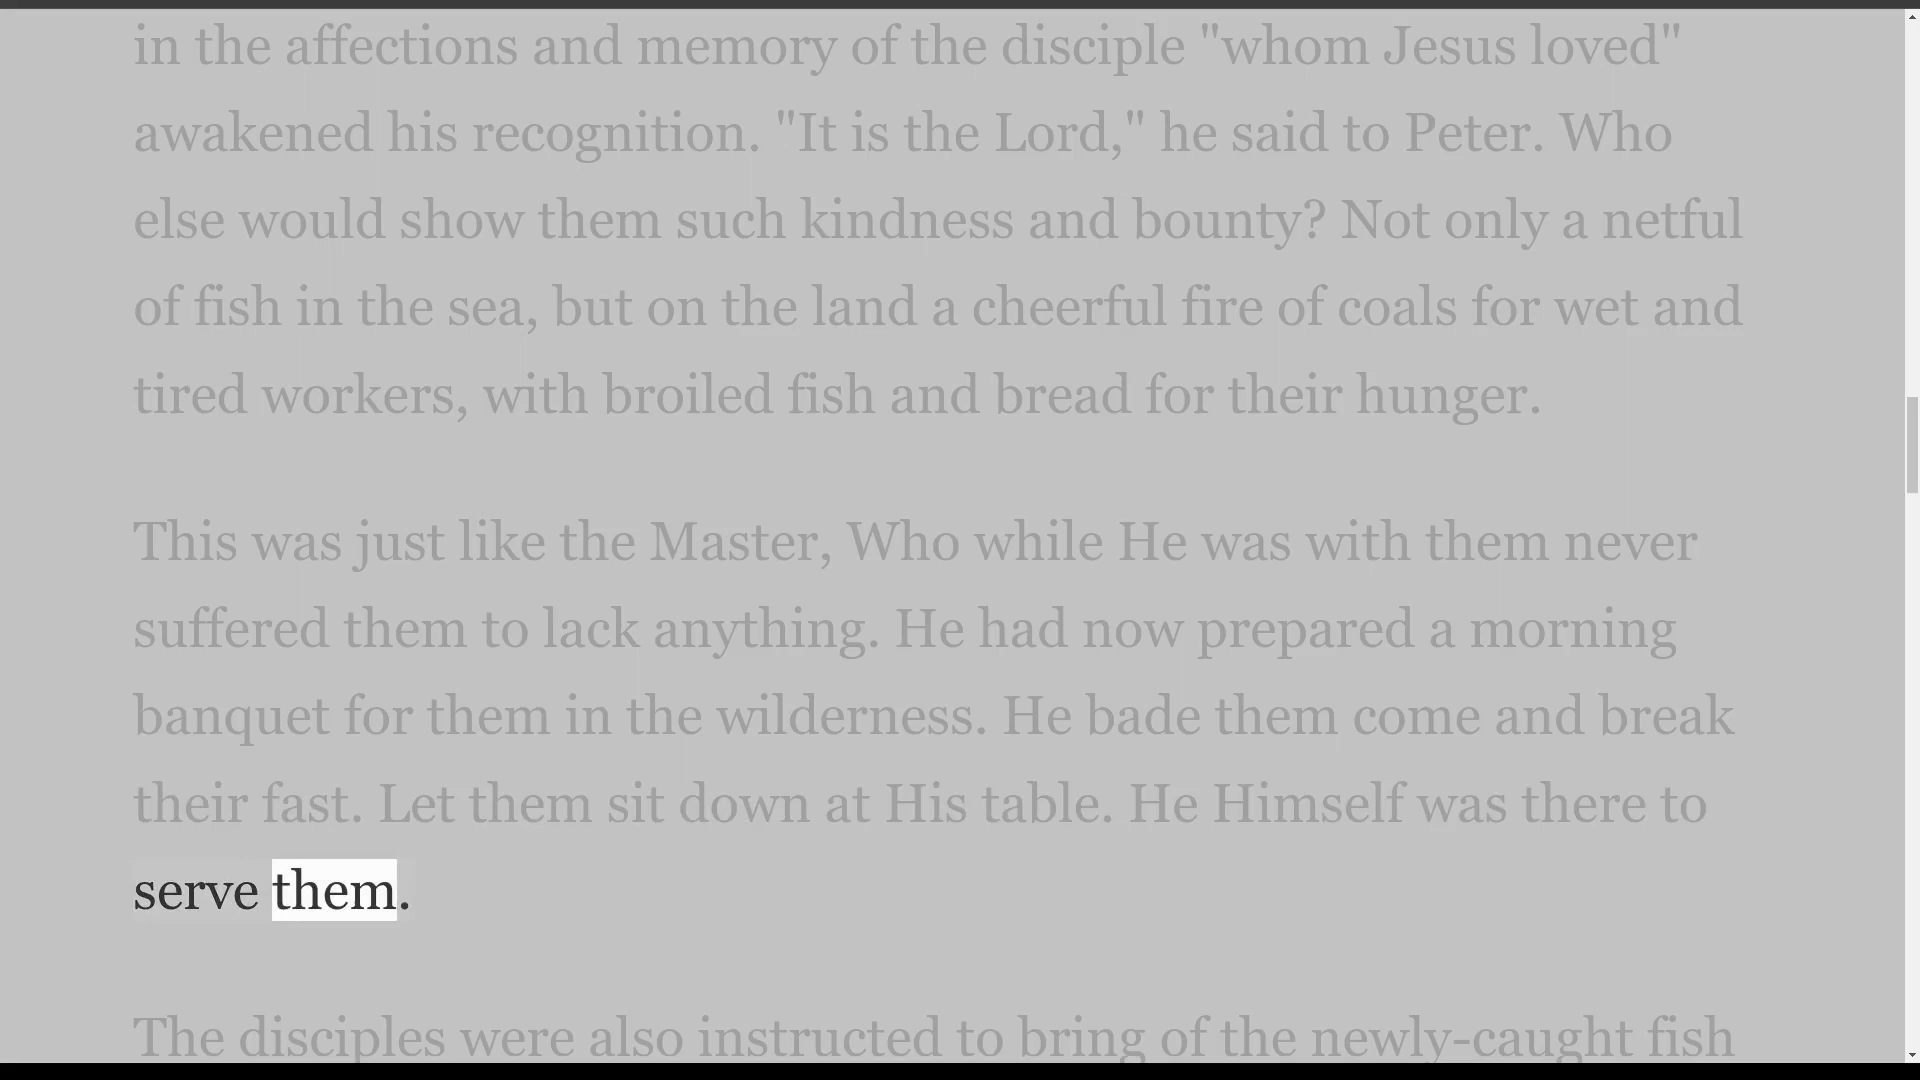 in the affections and memory of the disciple "whom Jesus loved"
awakened his recognition. "It is the Lord," he said to Peter. Who
else would show them such kindness and bounty? Not only a netful
of fish in the sea, but on the land a cheerful fire of coals for wet and
tired workers, with broiled fish and bread for their hunger.
This was just like the Master, Who while He was with them never
suffered them to lack anything. He had now prepared a morning
banquet for them in the wilderness. He bade them come and break
their fast. Let them sit down at His table. He Himself was there to
serve them.
The disciples were also instructed to bring of the newly-caught fish